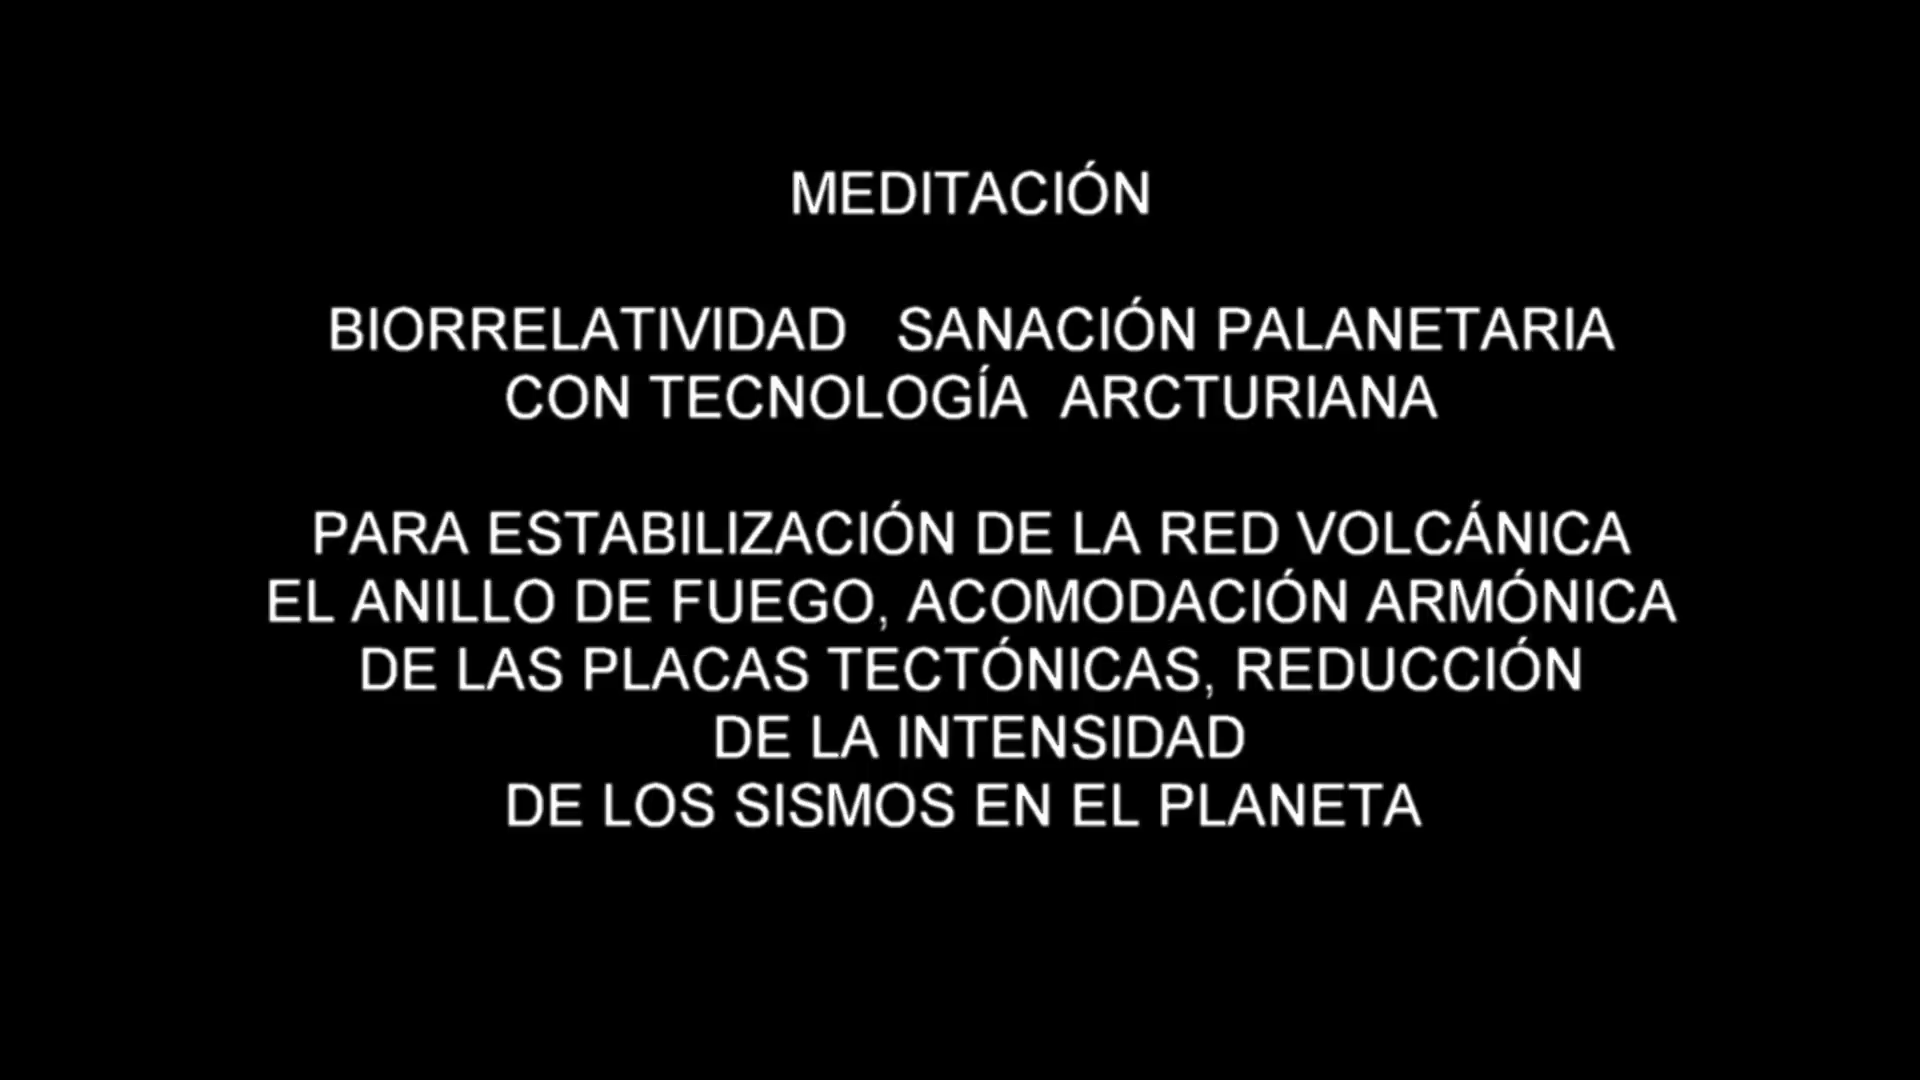 MEDITACIÓN
BIORRELATIVIDAD SANACIÓN PALANETARIA
CON TECNOLOGÍA ARCTURIANA
PARA ESTABILIZACIÓN DE LA RED VOLCÁNICA
EL ANILLO DE FUEGO, ACOMODACIÓN ARMÓNICA
DE LAS PLACAS TECTÓNICAS, REDUCCIÓN
DE LA INTENSIDAD
DE LOS SISMOS EN EL PLANETA